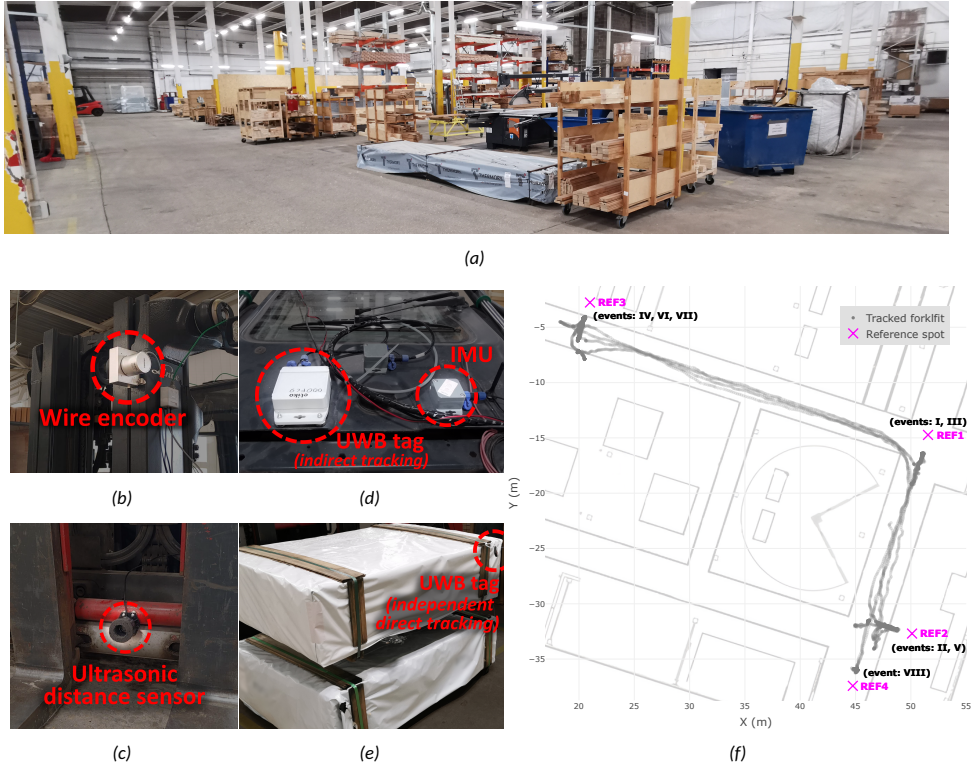 (a)
Wire encoder
(b)
IMU
UWB tag
(indirect tracking)
(d)
Ultrasonic
distance sensor
(c)
UWB tag
(independent
direct tracking)
(e)
REF3
(events: IV, VI, VII)
Tracked forklfit
Reference spot
(events: I, III)
REF1
REF2
(events: II, V)
(event: VIII)
REF4
−5
−10
−15
−20
−25
−30
−35
Y (m)
20 25 30 35 40 45 50 55
X (m)
(f)